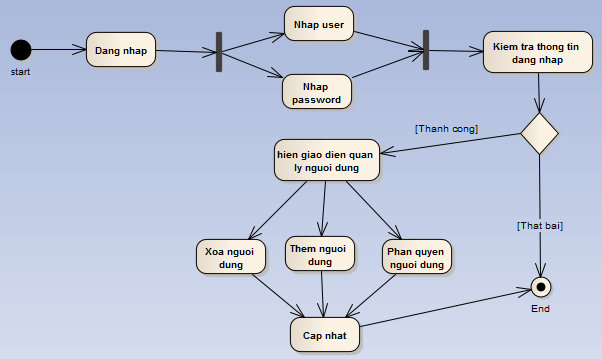 start
Dang nhap
Nhap user
Nhap
password
Kiem tra thong tin
dang nhap
[Thanh cong]
[That bai]
hien giao dien quan
ly nguoi dung
Xoa nguoi
dung
Them nguoi
dung
Phan quyen
nguoi dung
Cap nhat
End